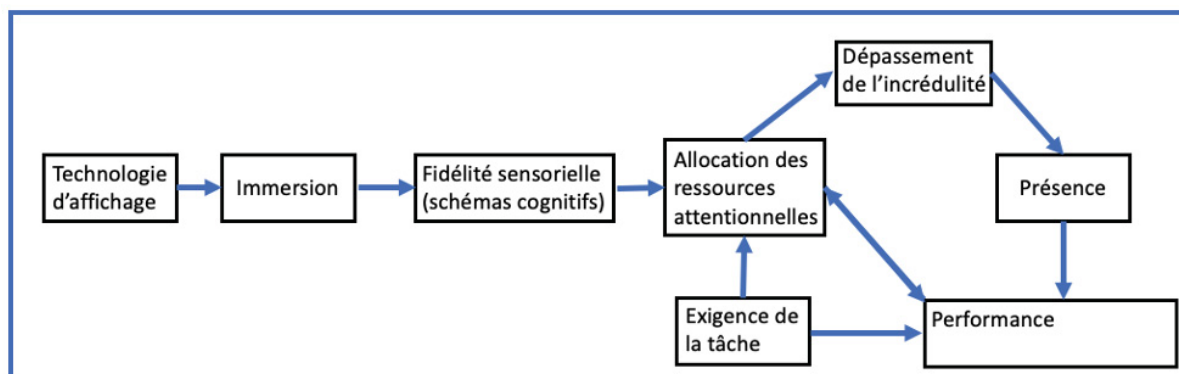 Technologie
d'affichage
Immersion
Fidélité sensorielle
(schémas cognitifs)
Allocation des
ressources
attentionnelles
Dépassement
de l'incrédulité
Présence
Exigence de
la tâche
Performance